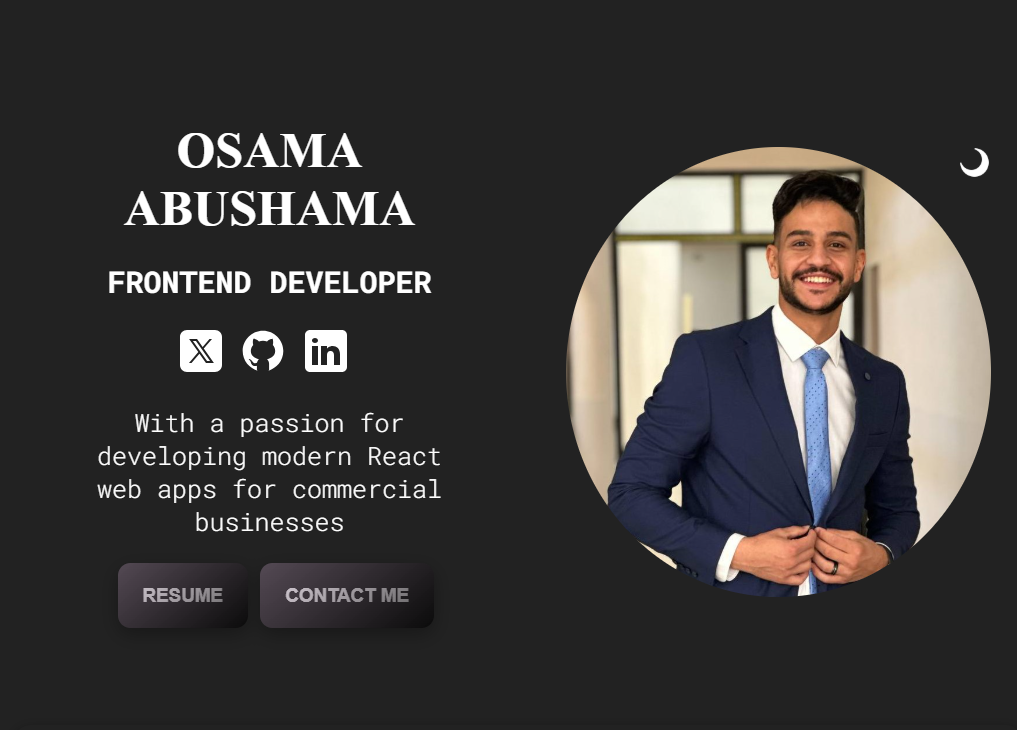 OSAMA
ABUSHAMA
FRONTEND DEVELOPER
With a passion for
developing modern React
web apps for commercial
businesses
RESUME CONTACT ME